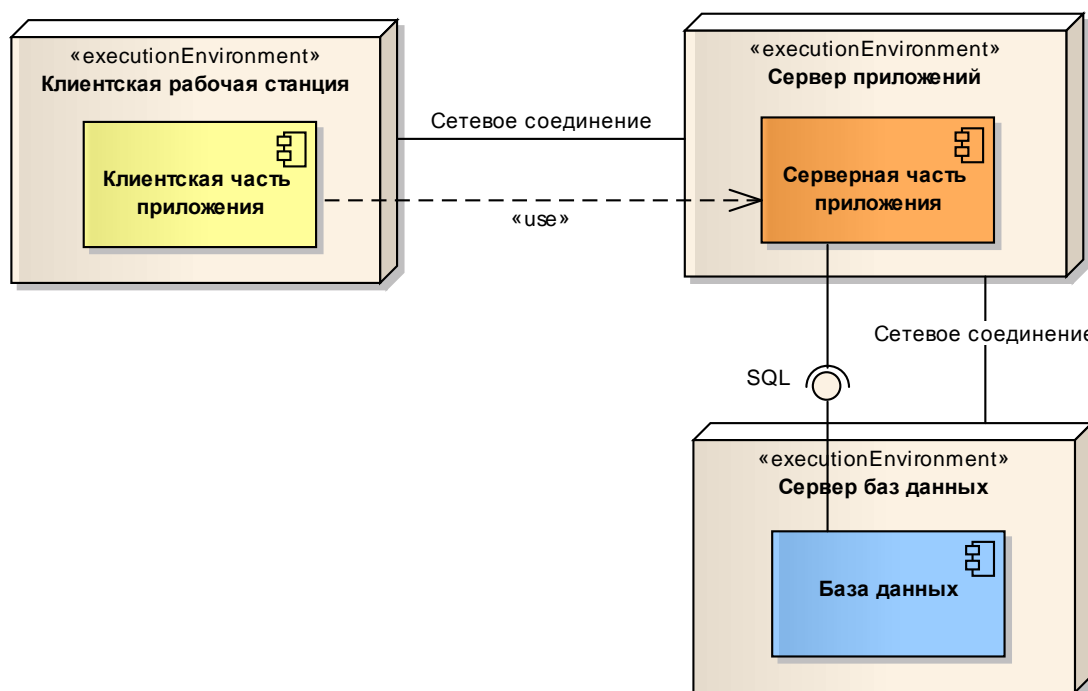 «executionEnvironment»
Клиентская рабочая станция
Клиентская часть
приложения
Сетевое соединение
«use»
«executionEnvironment»
Сервер приложений
Серверная часть
приложения
Сетевое соединение
SQL
«executionEnvironment»
Сервер баз данных
База данных